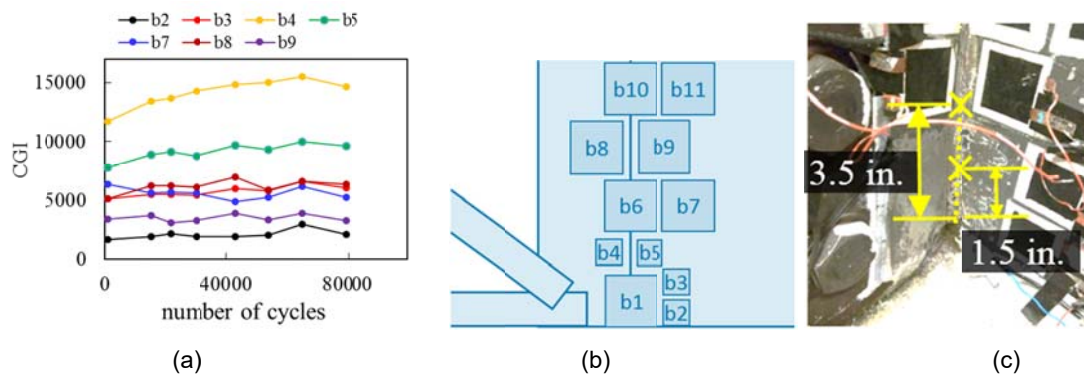 b2 b3 b4 b5
b7 b8 b9
15000
10000
5000
0
CGI
0 40000 80000
number of cycles
(a)
b10 b11
b8 b9
b6 b7
b4 b5
b3
b1
b2
(b)
3.5 in.
1.5 in.
(c)